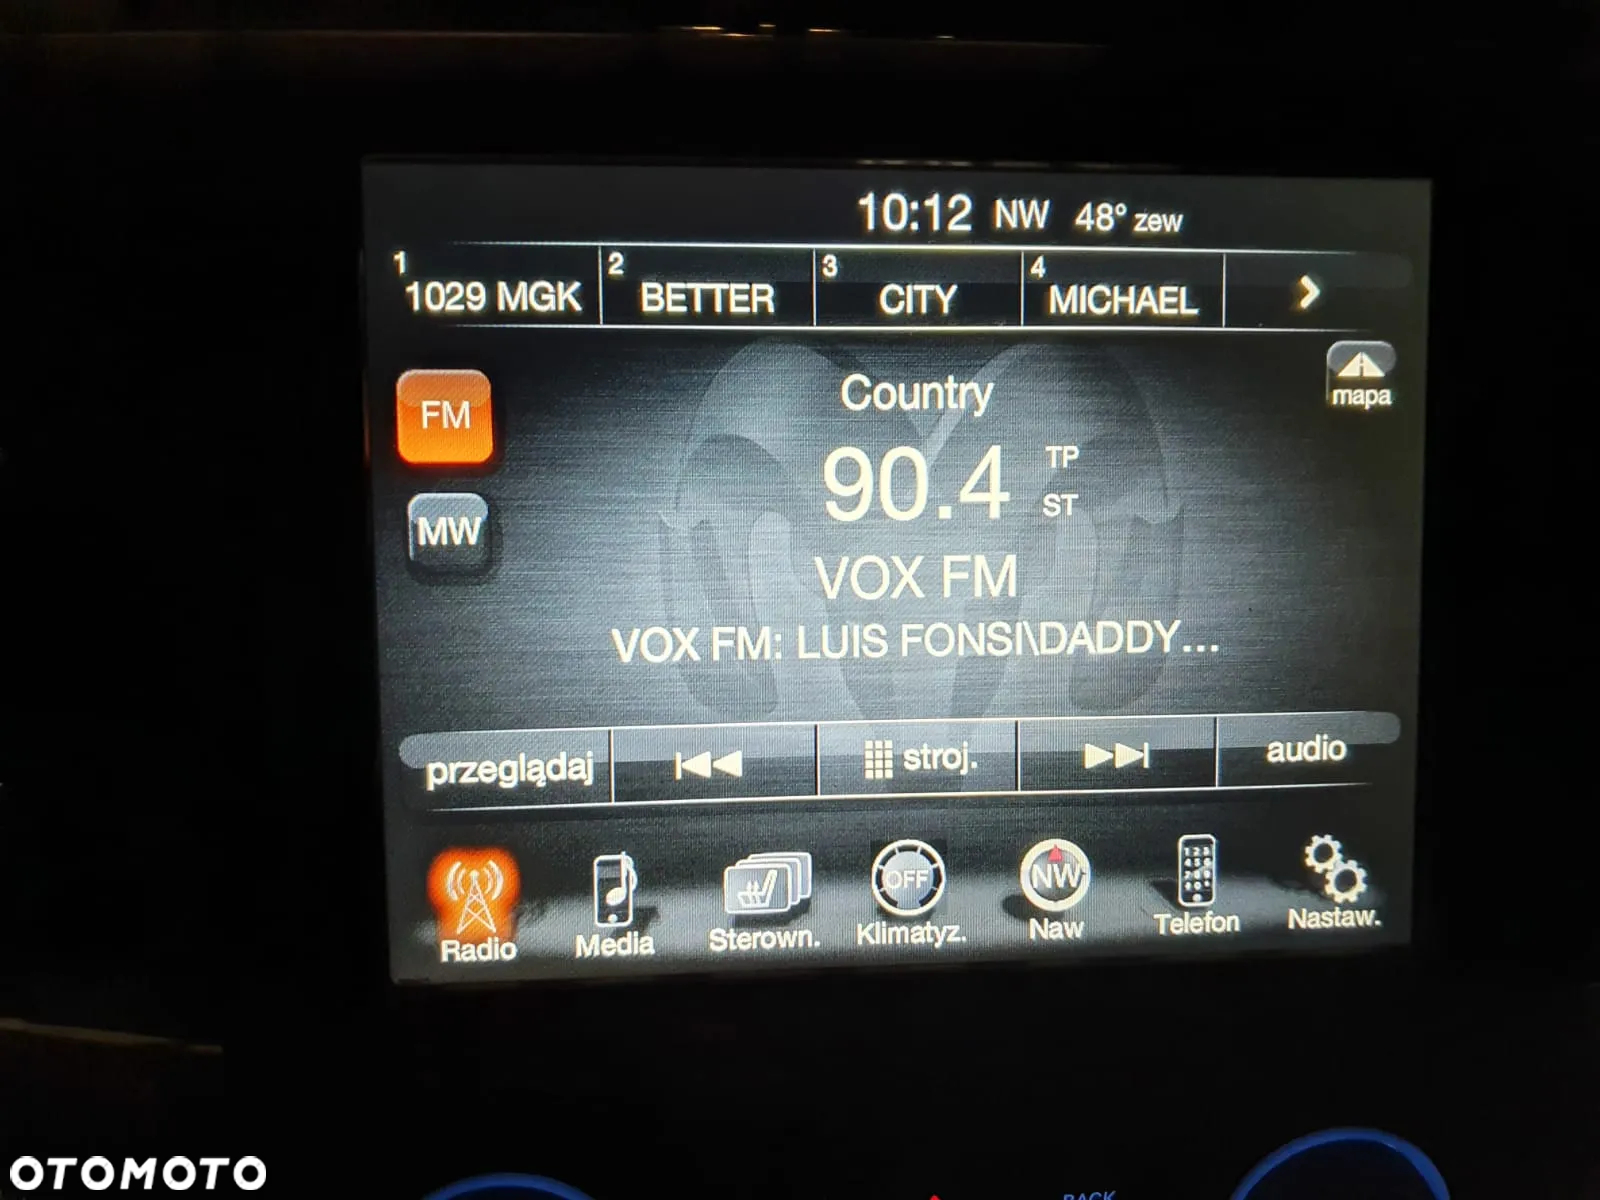 10:12 NW 48° zew
1 1029 MGK
2 BETTER
3 CITY
4 MICHAEL
FM
MW
Country
mapa
90.4 TP
ST
VOX FM
VOX FM: LUIS FONSI\DADDY...
przeglądaj stroj. audio
OFF NW
Radio Media Sterown. Klimatyz. Naw Telefon Nastaw.
OTOMOTO
BACK